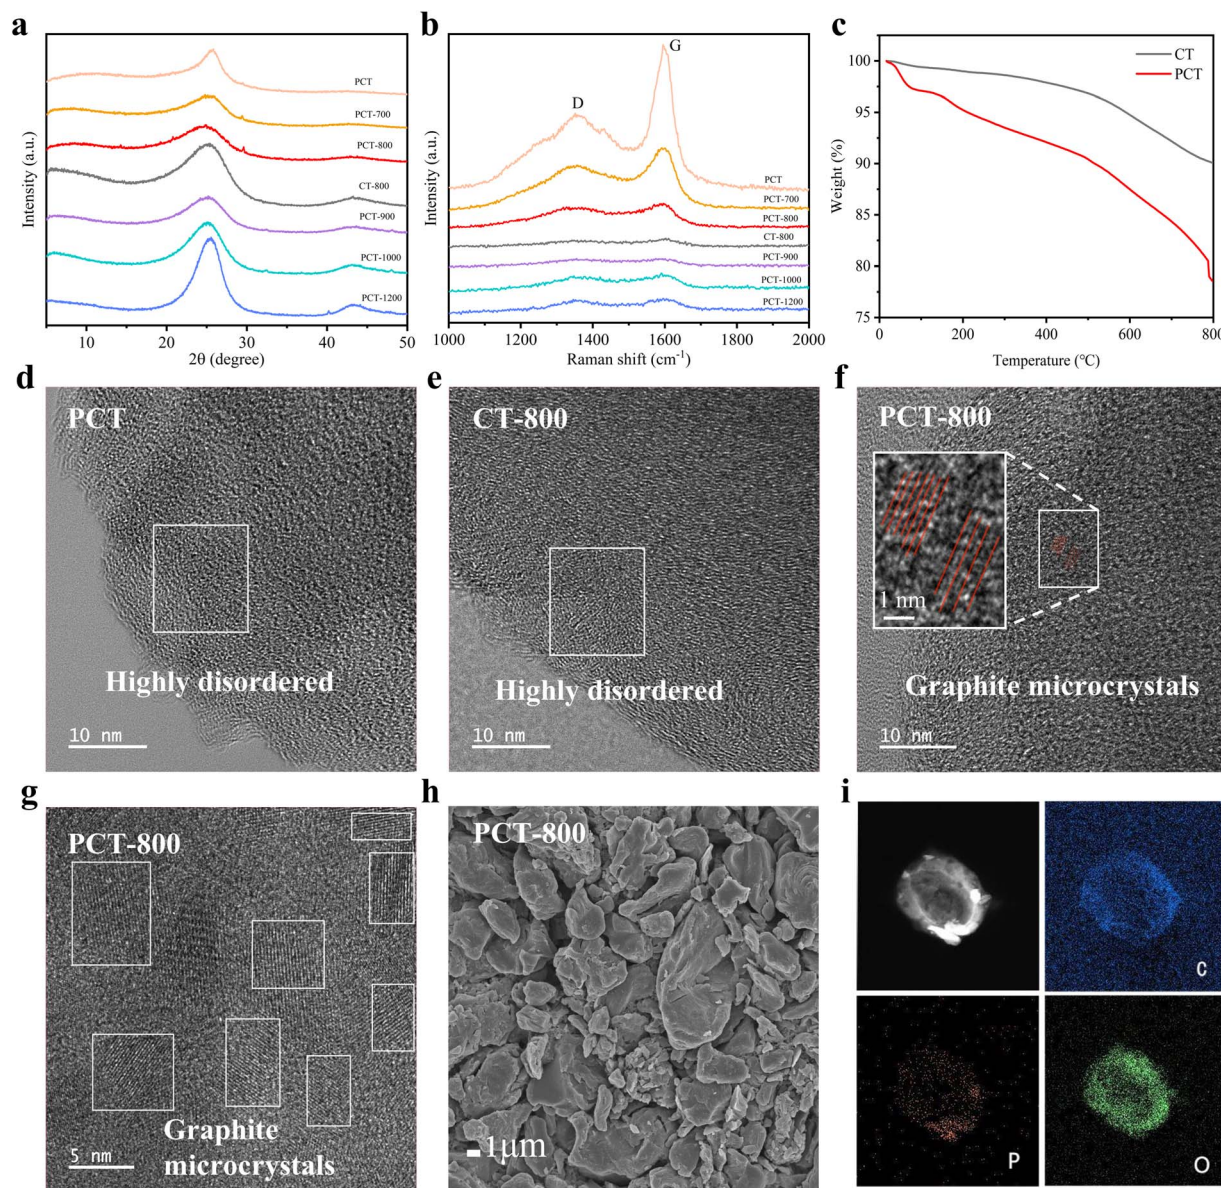 a
Intensity (a.u.)
PCT
PCT-700
PCT-800
CT-800
PCT-900
PCT-1000
PCT-1200
10 20 30 40 50
2θ (degree)
b
Intensity (a.u.)
D
G
PCT
PCT-700
PCT-800
CT-800
PCT-900
PCT-1000
PCT-1200
1000 1200 1400 1600 1800 2000
Raman shift (cm⁻¹)
c
Weight (%)
100
95
90
85
80
75
CT
PCT
0 200 400 600 800
Temperature (℃)
d
PCT
Highly disordered
10 nm
e
CT-800
Highly disordered
10 nm
f
PCT-800
1 nm
Graphite microcrystals
10 nm
g
PCT-800
Graphite
microcrystals
5 nm
h
PCT-800
1μm
i
C
P
O